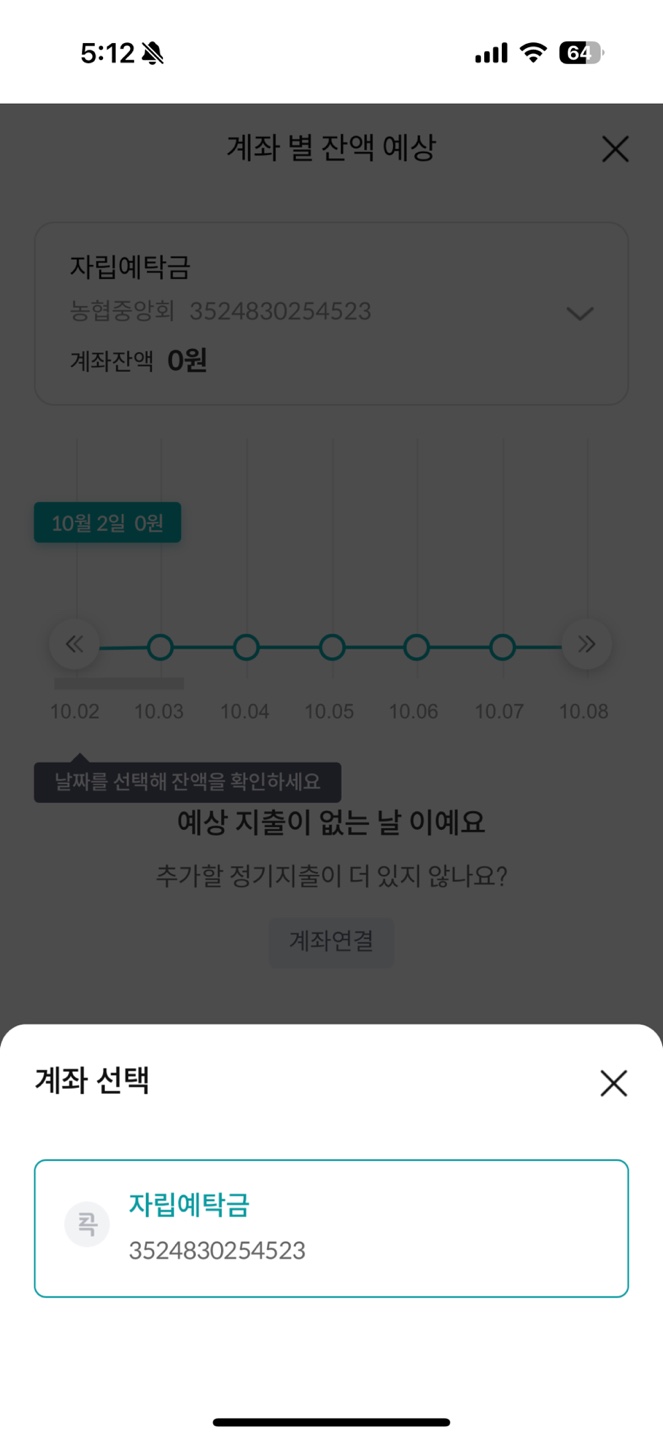 5:12
64
계좌 별 잔액 예상
자립예탁금
농협중앙회 3524830254523
계좌잔액 0원
10월 2일 0원
10.02 10.03 10.04 10.05 10.06 10.07 10.08
날짜를 선택해 잔액을 확인하세요
예상 지출이 없는 날 이예요
추가할 정기지출이 더 있지 않나요?
계좌연결
계좌 선택
콕
자립예탁금
3524830254523